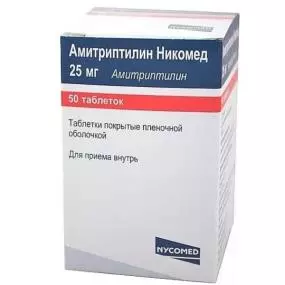 Амитриптилин Никомед
25 мг Амитриптилин
50 таблеток
Таблетки покрытые пленочной
оболочкой
Для приема внутрь
NYCOMED